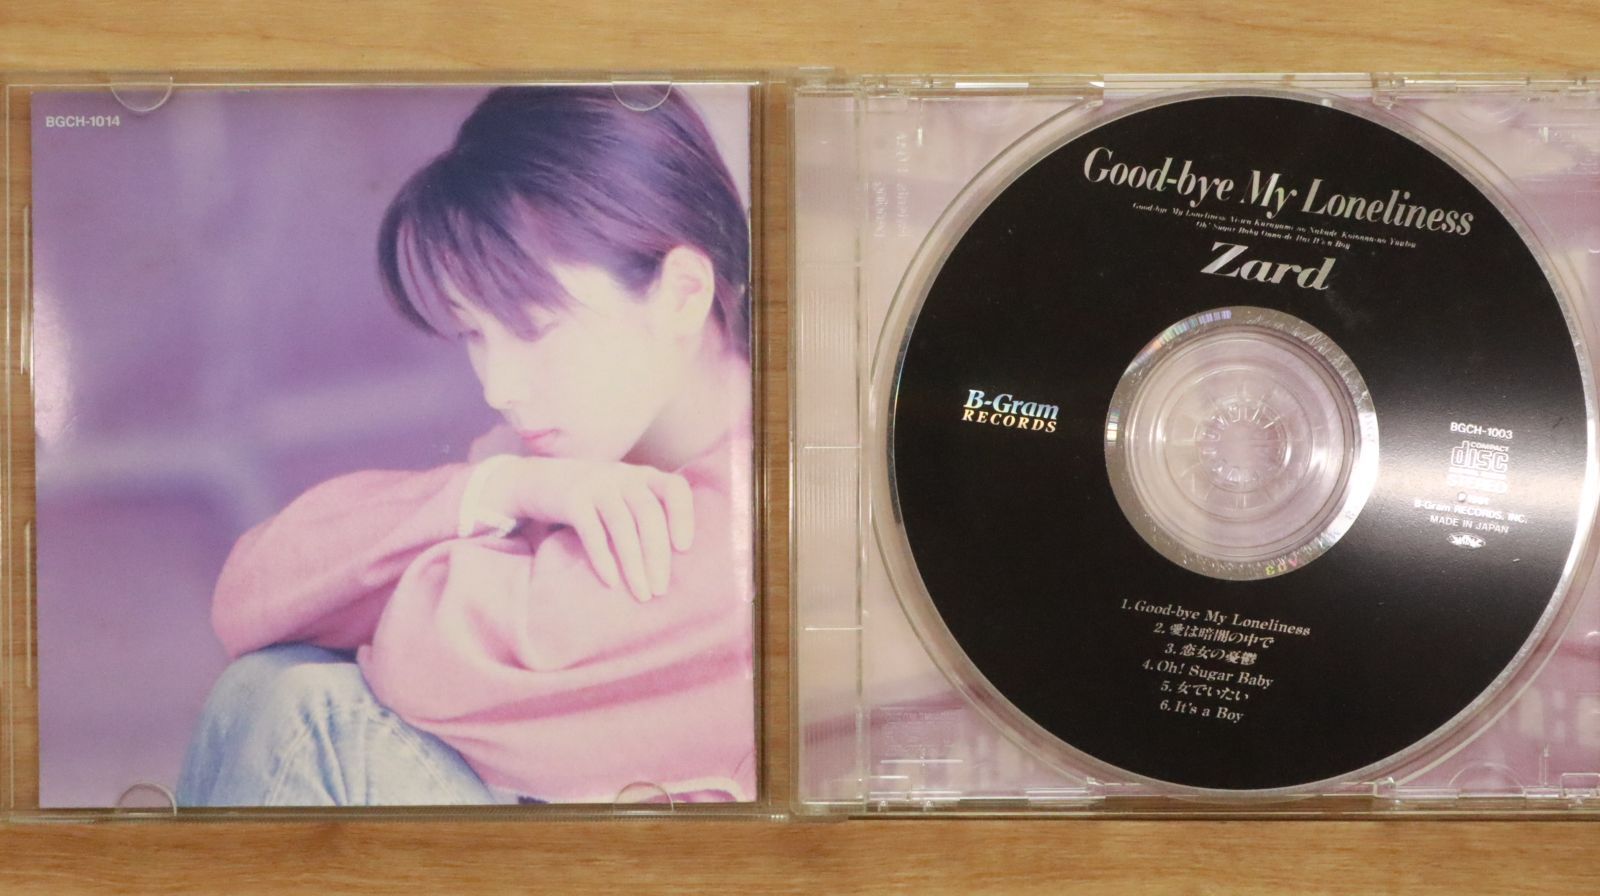 BGCH-1014
Good-bye My Loneliness
Zard
B-Gram
RECORDS
BGCH-1003
COMPACT
disc
B-Gram RECORDS, INC.
MADE IN JAPAN
1. Good-bye My Loneliness
2. 愛は暗闇の中で
3. 恋女の憂鬱
4. Oh! Sugar Baby
5. 女でいたい
6. It's a Boy